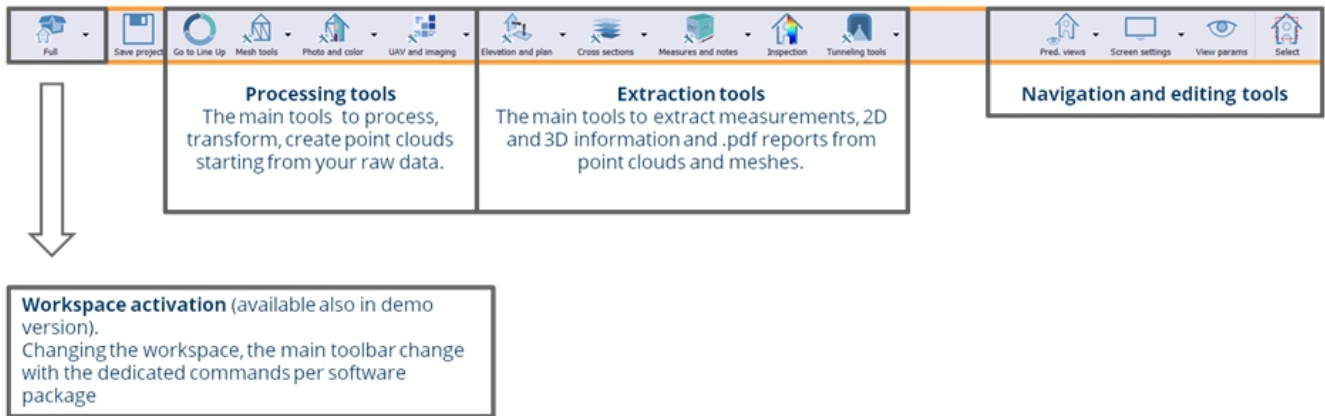 Full
Save project
Go to Line Up
Mesh tools
Photo and color
UAV and imaging
Elevation and plan
Cross sections
Measures and notes
Inspection
Tunneling tools
Pred. views
Screen settings
View params
Select
Processing tools
The main tools to process,
transform, create point clouds
starting from your raw data.
Extraction tools
The main tools to extract measurements, 2D
and 3D information and .pdf reports from
point clouds and meshes.
Navigation and editing tools
Workspace activation (available also in demo
version).
Changing the workspace, the main toolbar change
with the dedicated commands per software
package